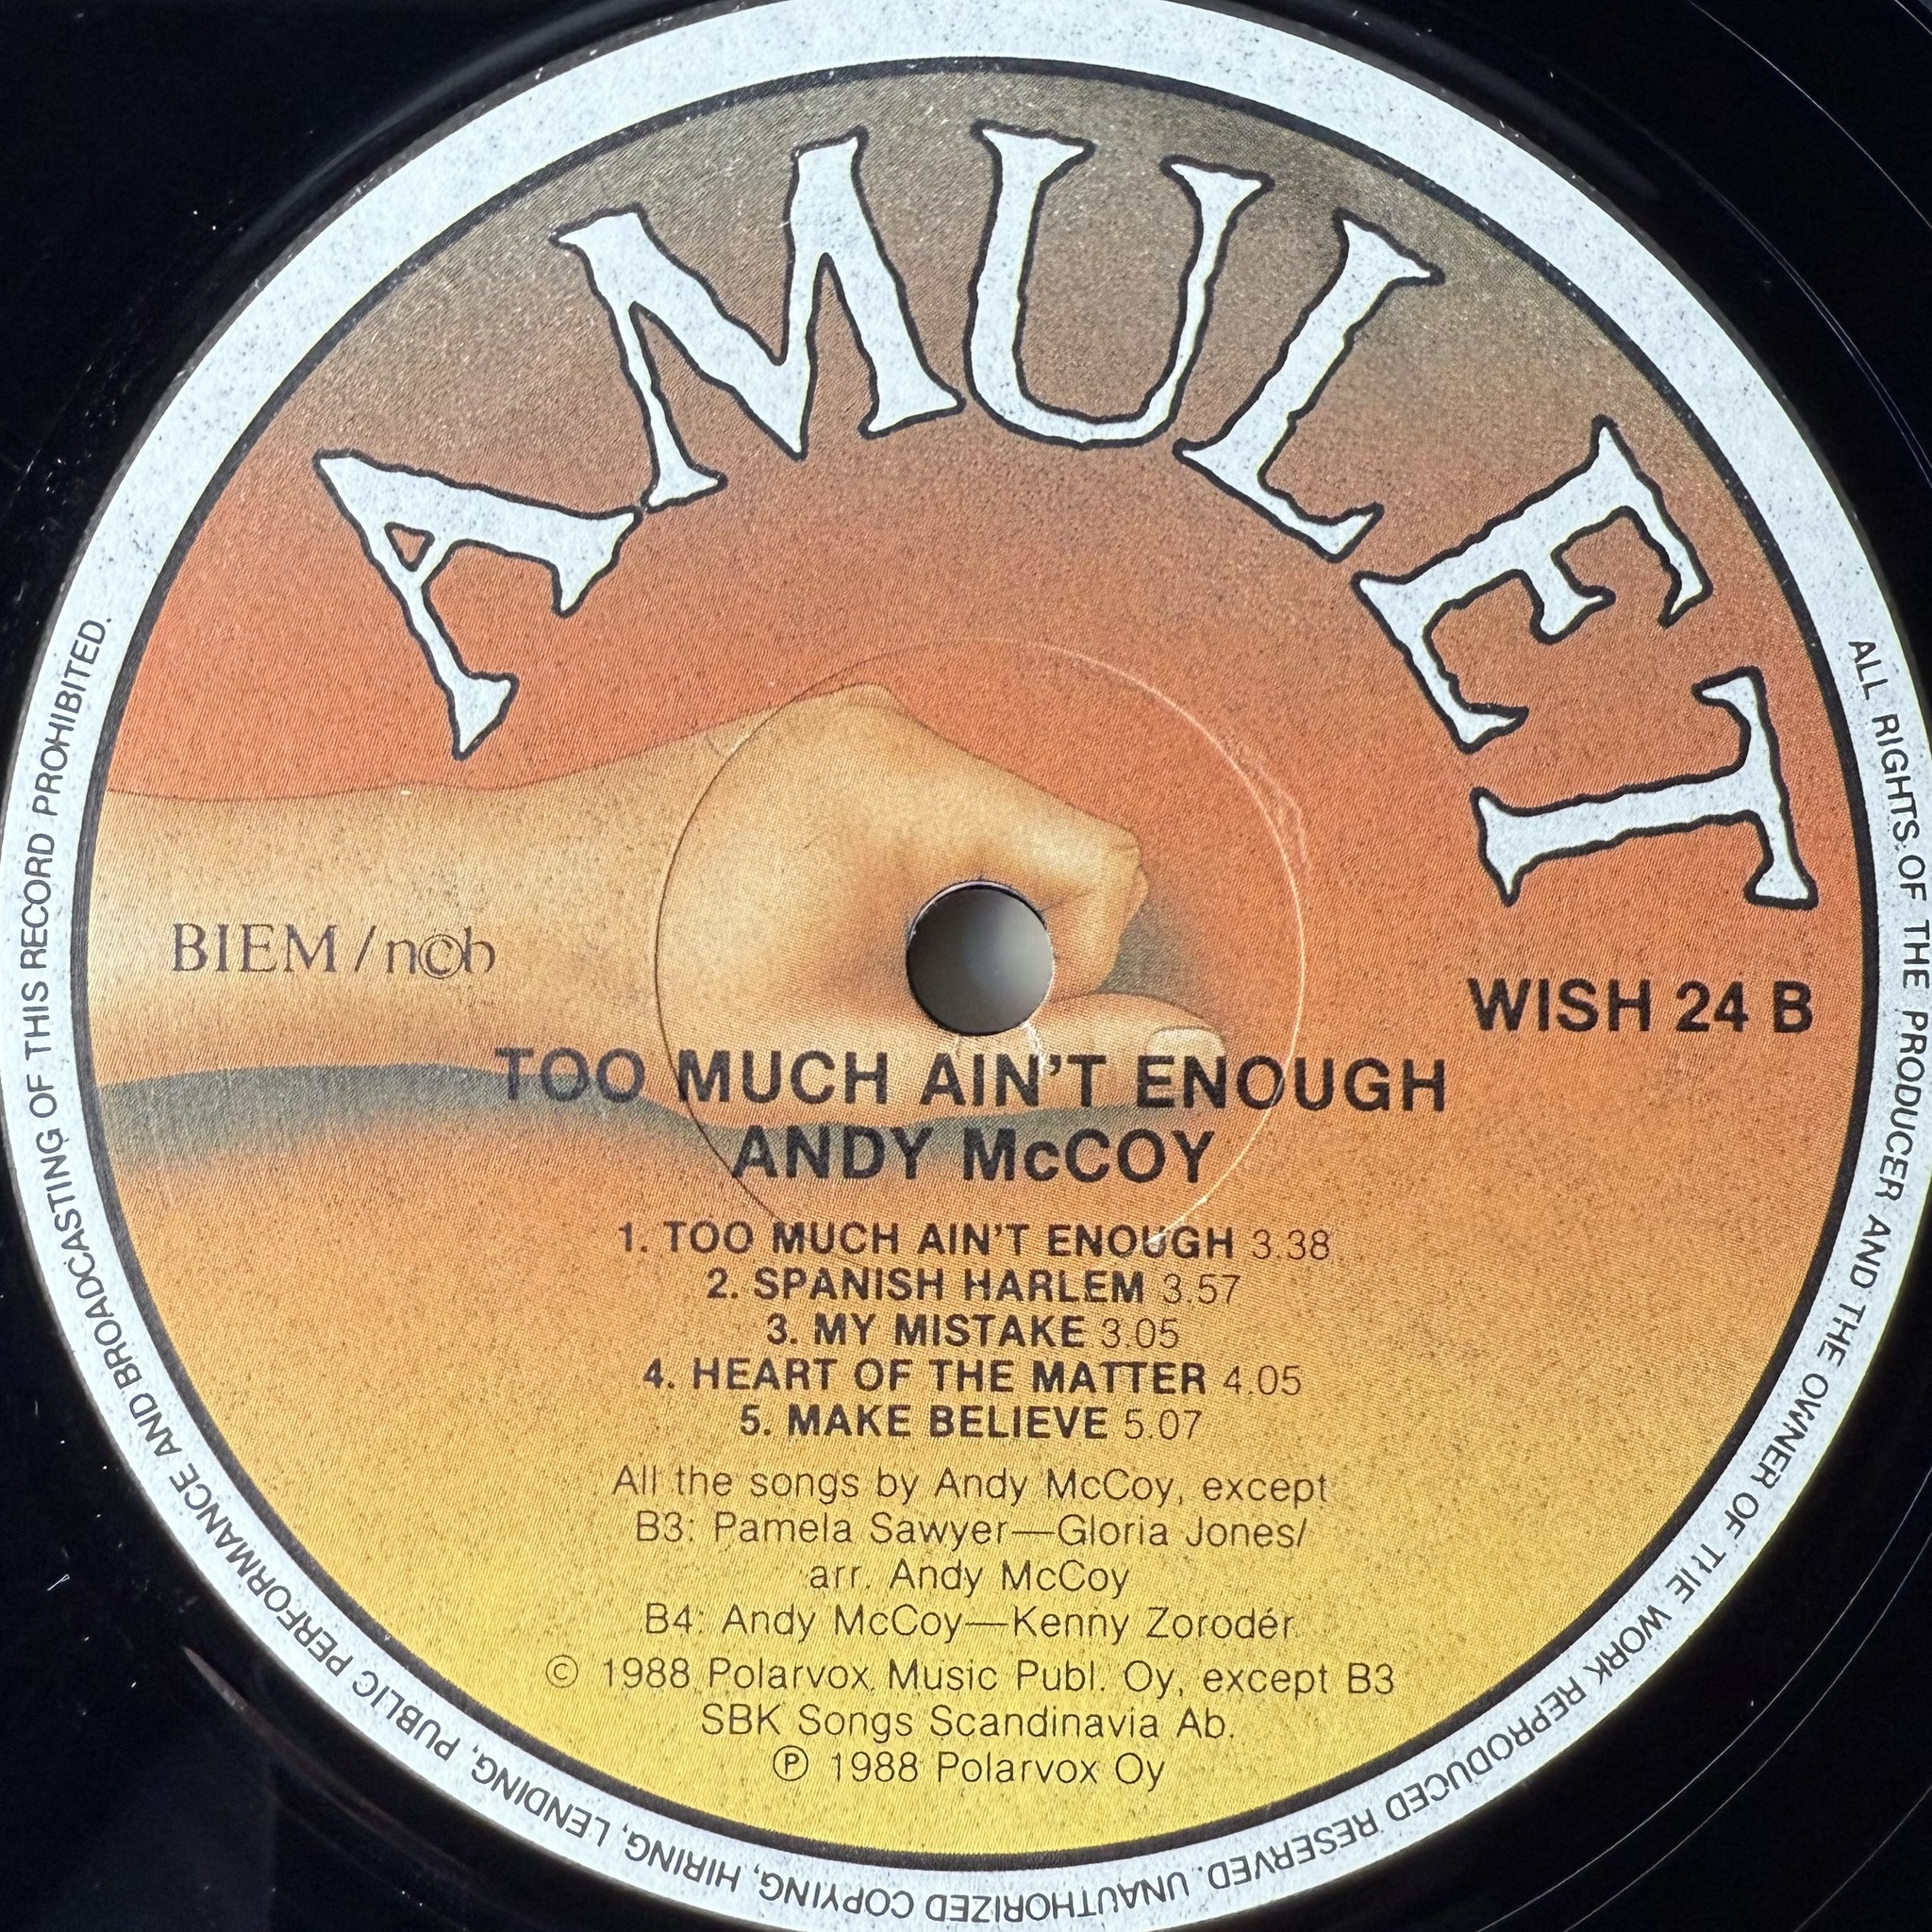 AMULET
BIEM/ncb
WISH 24 B
TOO MUCH AIN'T ENOUGH
ANDY McCOY
1. TOO MUCH AIN'T ENOUGH 3.38
2. SPANISH HARLEM 3.57
3. MY MISTAKE 3.05
4. HEART OF THE MATTER 4.05
5. MAKE BELIEVE 5.07
All the songs by Andy McCoy, except
B3: Pamela Sawyer—Gloria Jones/
arr. Andy McCoy
B4: Andy McCoy—Kenny Zorodér
© 1988 Polarvox Music Publ. Oy, except B3
SBK Songs Scandinavia Ab.
℗ 1988 Polarvox Oy
ALL RIGHTS OF THE PRODUCER AND THE OWNER OF THE WORK REPRODUCED RESERVED. UNAUTHORIZED COPYING, HIRING, LENDING, PUBLIC PERFORMANCE AND BROADCASTING OF THIS RECORD PROHIBITED.